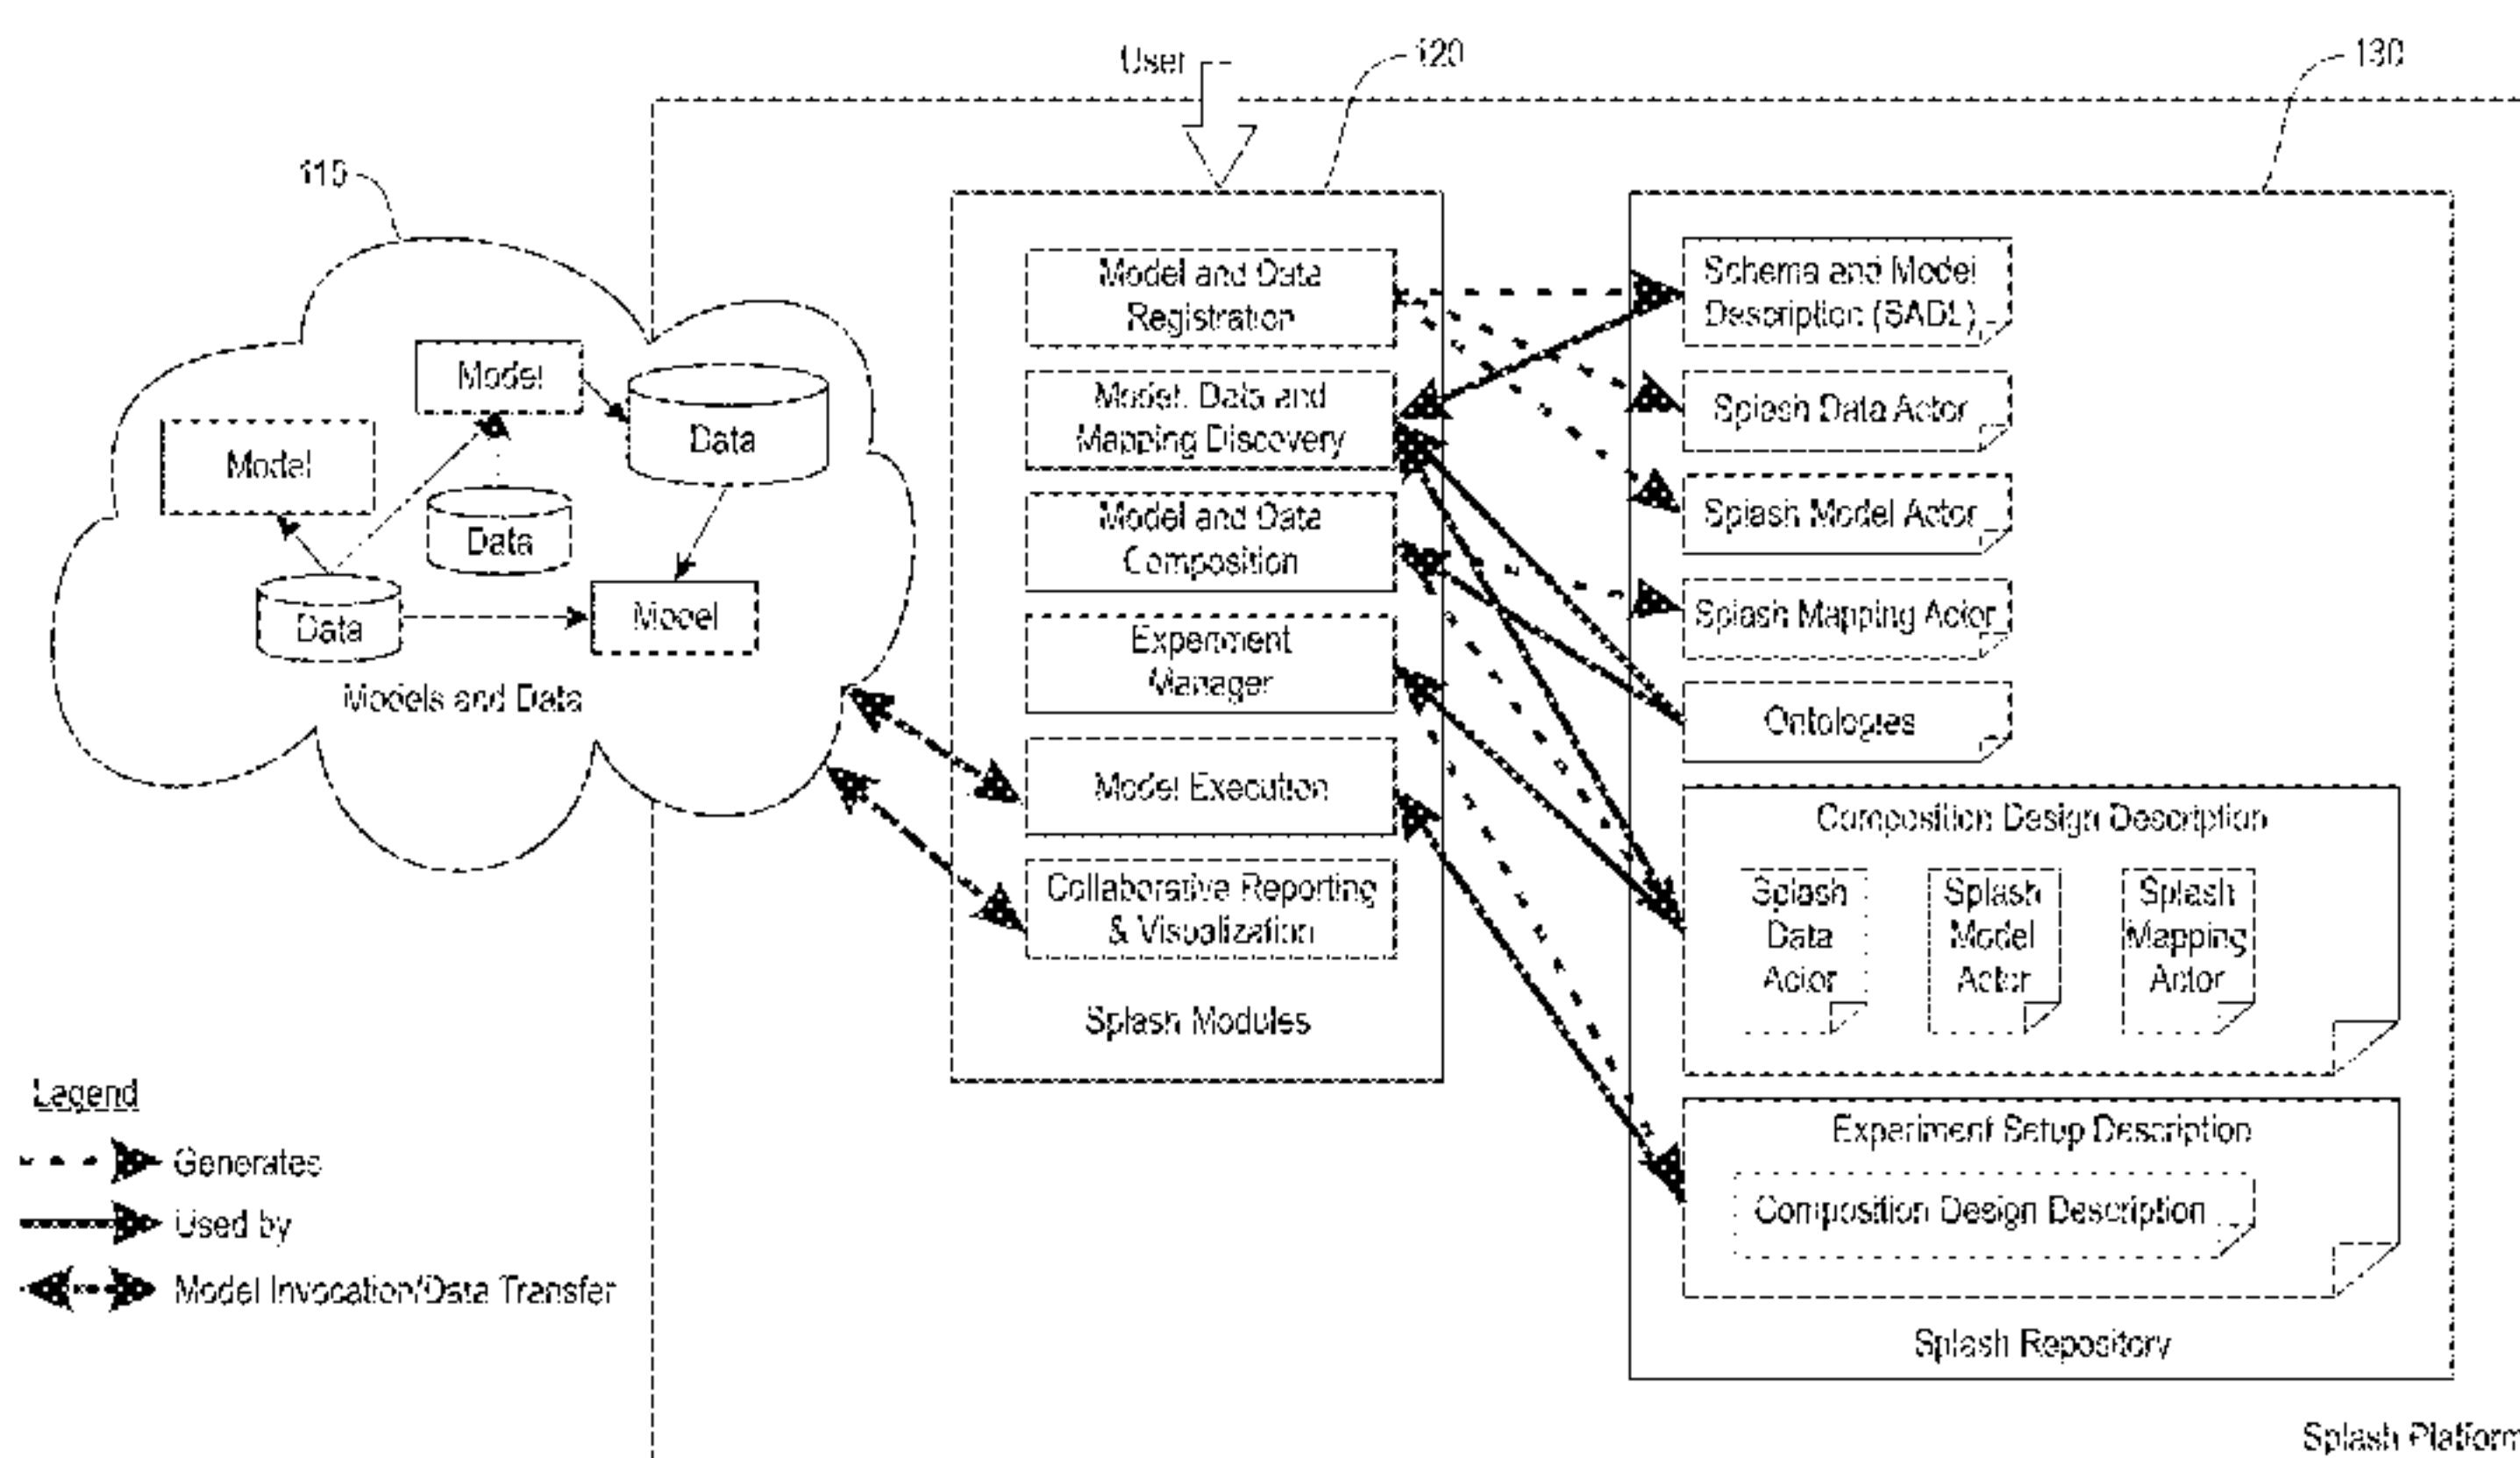 User
120
130
115
Model and Data
Registration
Model, Data and
Mapping Discovery
Model and Data
Composition
Experiment
Manager
Model Execution
Collaborative Reporting
& Visualization
Splash Modules
Model
Model
Data
Data
Data
Model
Models and Data
Schema and Model
Description (SADL)
Splash Data Actor
Splash Model Actor
Splash Mapping Actor
Ontologies
Composition Design Description
Splash
Data
Actor
Splash
Model
Actor
Splash
Mapping
Actor
Experiment Setup Description
Composition Design Description
Splash Repository
Splash Platform
Legend
Generates
Used by
Model Invocation/Data Transfer